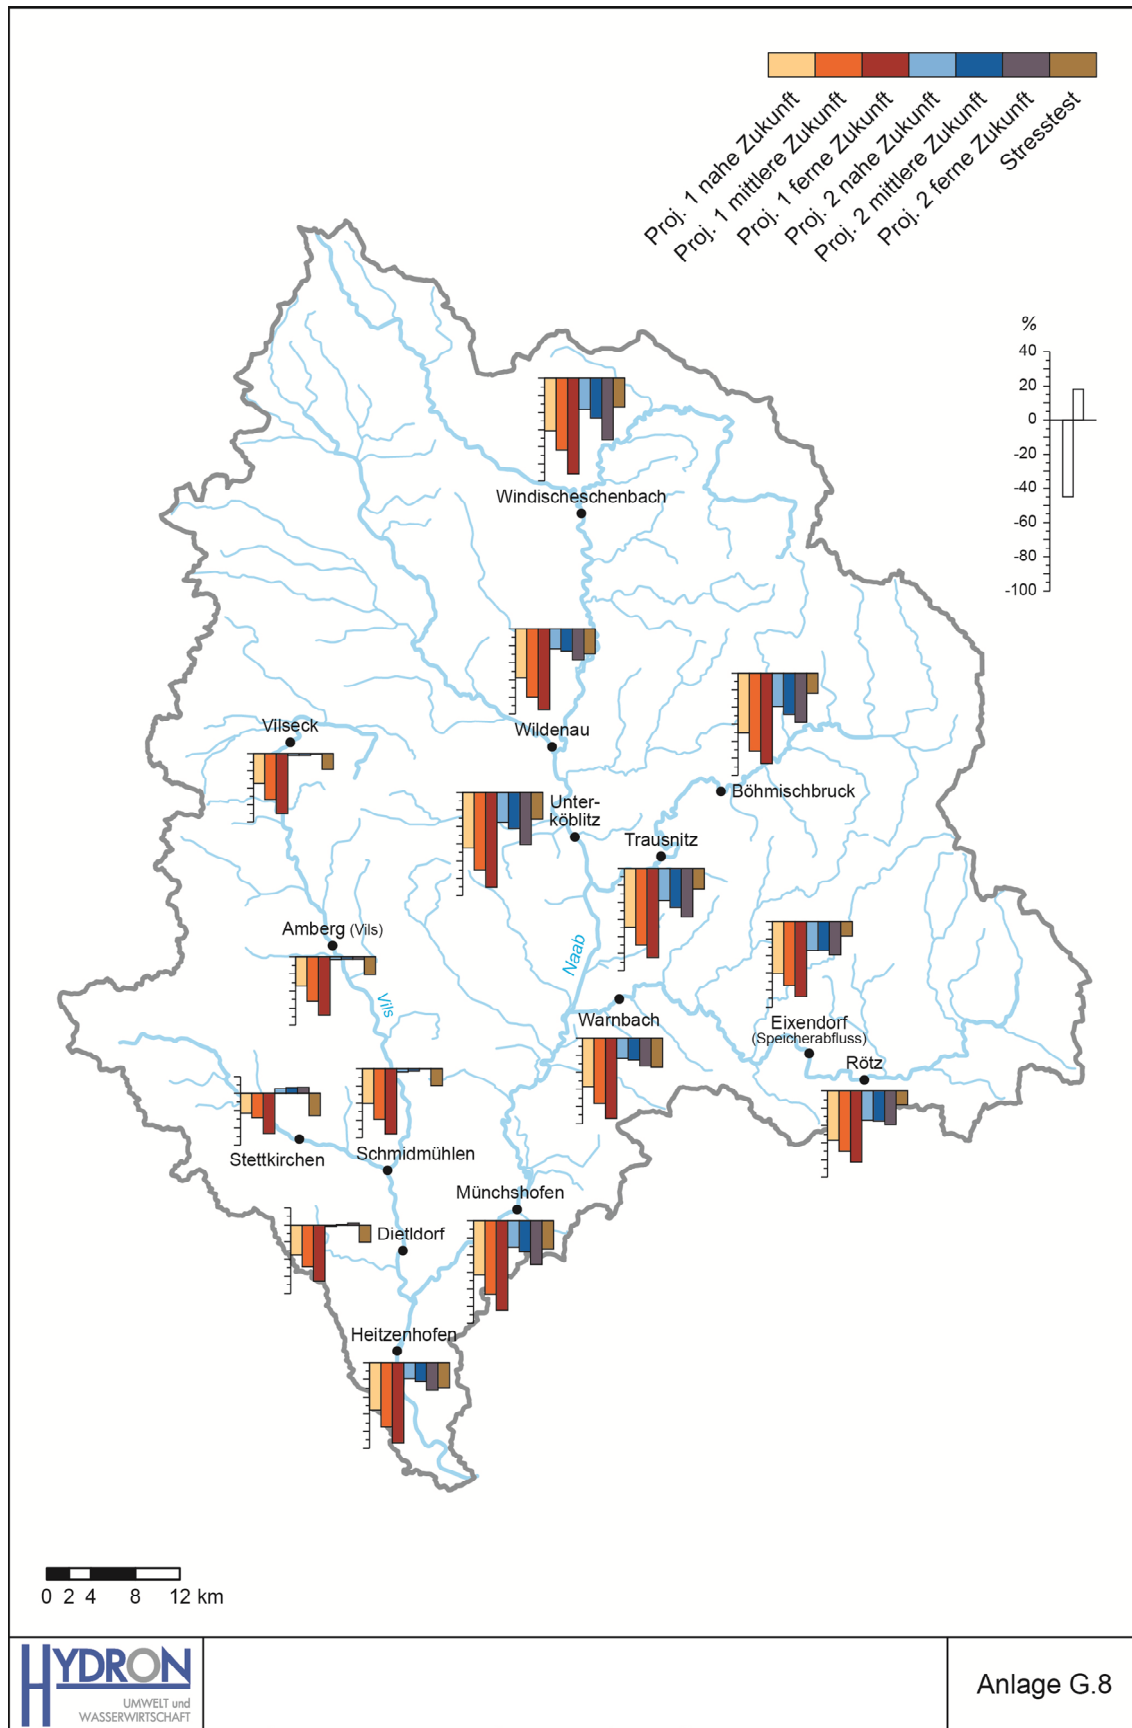 Proj. 1 nahe Zukunft
Proj. 1 mittlere Zukunft
Proj. 1 ferne Zukunft
Proj. 2 nahe Zukunft
Proj. 2 mittlere Zukunft
Proj. 2 ferne Zukunft
Stresstest
%
40
20
0
-20
-40
-60
-80
-100
Windischeschenbach
Vilseck
Wildenau
Böhmischbruck
Unter-
köblitz
Trausnitz
Amberg (Vils)
Naab
Vils
Warnbach
Eixendorf
(Speicherabfluss)
Rötz
Stettkirchen
Schmidmühlen
Münchshofen
Dietldorf
Heitzenhofen
0 2 4 8 12 km
HYDRON
UMWELT und
WASSERWIRTSCHAFT
Anlage G.8